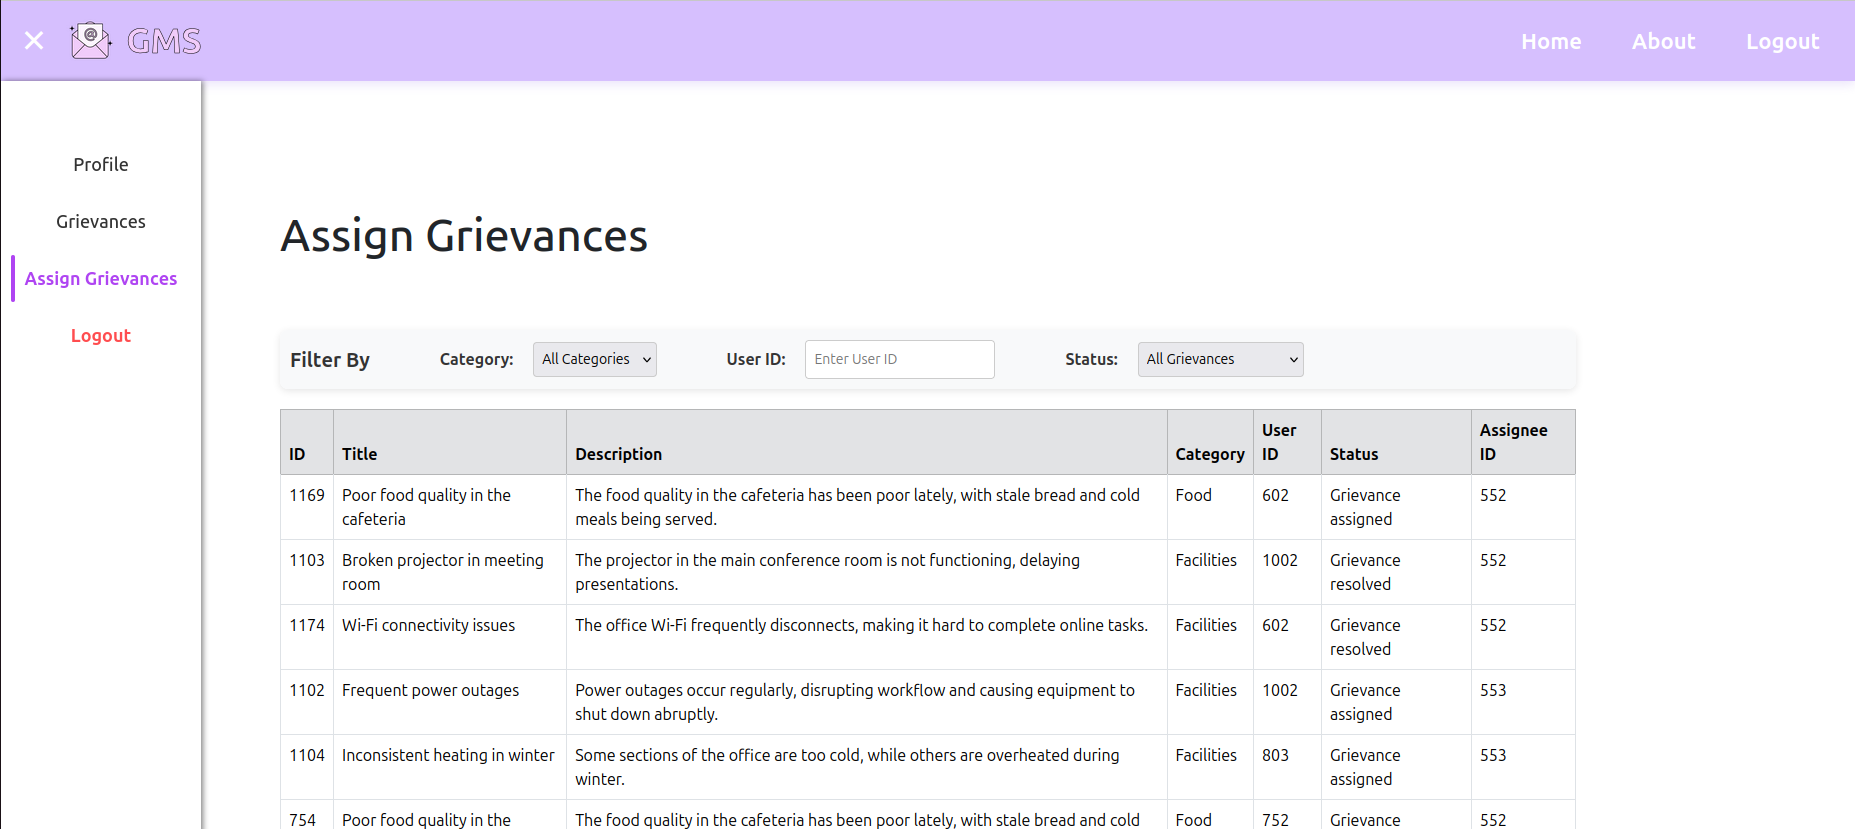 @ GMS
Home About Logout
Profile
Grievances
Assign Grievances
Logout
Assign Grievances
Filter By Category: All Categories User ID: Enter User ID Status: All Grievances
ID Title Description Category User ID Status Assignee ID
1169 Poor food quality in the The food quality in the cafeteria has been poor lately, with stale bread and cold Food 602 Grievance 552
cafeteria meals being served. assigned
1103 Broken projector in meeting The projector in the main conference room is not functioning, delaying Facilities 1002 Grievance 552
room presentations. resolved
1174 Wi-Fi connectivity issues The office Wi-Fi frequently disconnects, making it hard to complete online tasks. Facilities 602 Grievance 552
resolved
1102 Frequent power outages Power outages occur regularly, disrupting workflow and causing equipment to Facilities 1002 Grievance 553
shut down abruptly. assigned
1104 Inconsistent heating in winter Some sections of the office are too cold, while others are overheated during Facilities 803 Grievance 553
winter. assigned
754 Poor food quality in the The food quality in the cafeteria has been poor lately, with stale bread and cold Food 752 Grievance 552